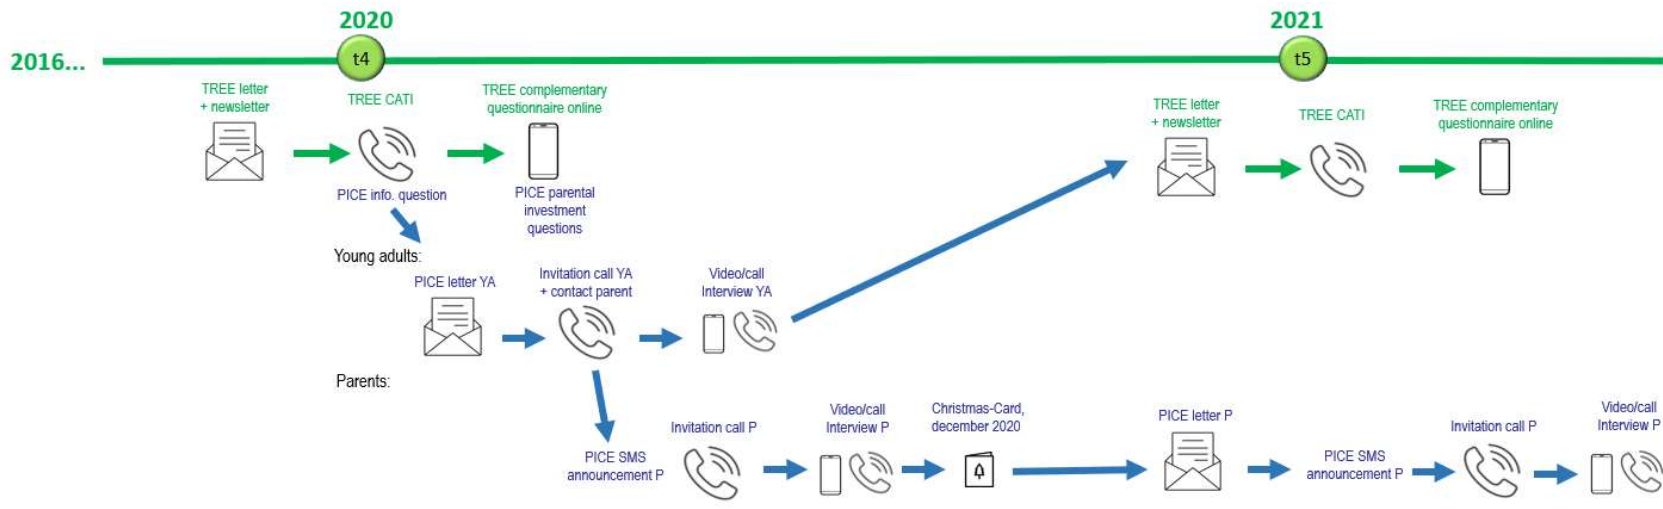 2020
2021
2016...
t4
t5
TREE letter
+ newsletter
TREE CATI
TREE complementary
questionnaire online
TREE letter
+ newsletter
TREE CATI
TREE complementary
questionnaire online
PICE info. question
PICE parental
investment
questions
Young adults:
PICE letter YA
Invitation call YA
+ contact parent
Video/call
Interview YA
Parents:
PICE SMS
announcement P
Invitation call P
Video/call
Interview P
Christmas-Card,
december 2020
PICE letter P
PICE SMS
announcement P
Invitation call P
Video/call
Interview P